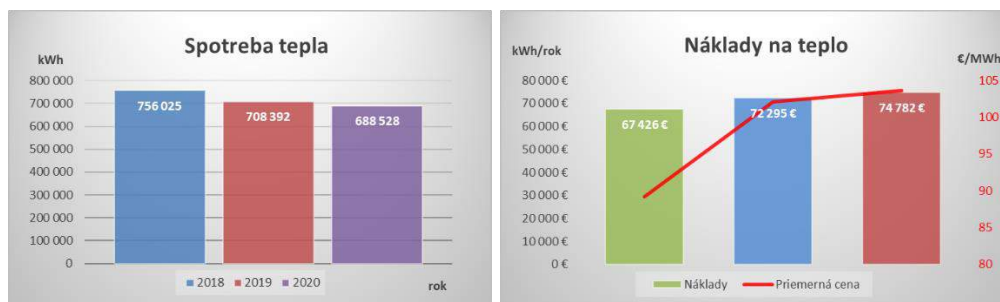 Spotreba tepla
kWh
800 000
700 000
600 000
500 000
400 000
300 000
200 000
100 000
0
756 025
708 392
688 528
2018 2019 2020
rok
Náklady na teplo
kWh/rok
€/MWh
80 000 €
70 000 €
60 000 €
50 000 €
40 000 €
30 000 €
20 000 €
10 000 €
0 €
67 426 €
72 295 €
74 782 €
105
100
95
90
85
80
Náklady Priemerná cena